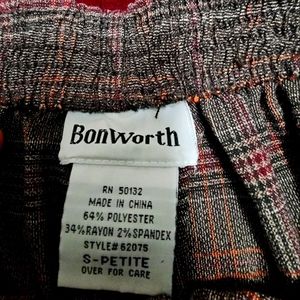 BonWorth
RN 50132
MADE IN CHINA
64% POLYESTER
34% RAYON 2% SPANDEX
STYLE# 62075
S-PETITE
OVER FOR CARE